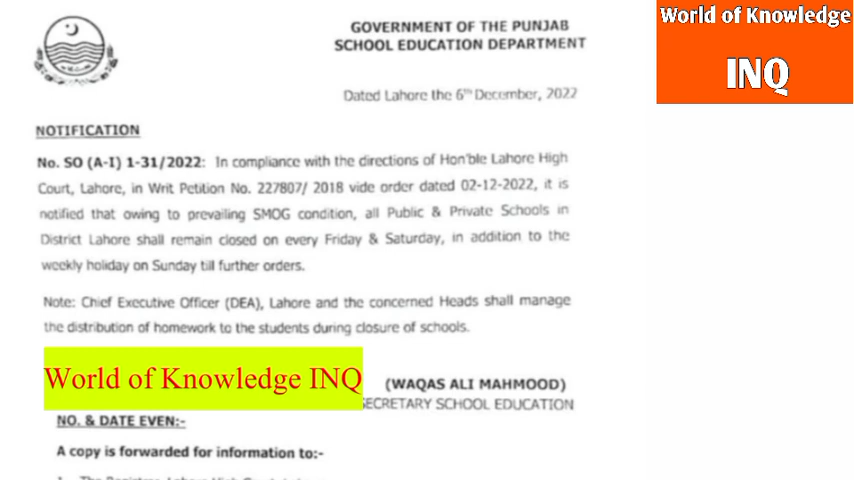 World of Knowledge
INQ
GOVERNMENT OF THE PUNJAB
SCHOOL EDUCATION DEPARTMENT
Dated Lahore the 6th December, 2022
NOTIFICATION
No. SO (A-I) 1-31/2022: In compliance with the directions of Hon'ble Lahore High
Court, Lahore, in Writ Petition No. 227807/ 2018 vide order dated 02-12-2022, it is
notified that owing to prevailing SMOG condition, all Public & Private Schools in
District Lahore shall remain closed on every Friday & Saturday, in addition to the
weekly holiday on Sunday till further orders.
Note: Chief Executive Officer (DEA), Lahore and the concerned Heads shall manage
the distribution of homework to the students during closure of schools.
World of Knowledge INQ
(WAQAS ALI MAHMOOD)
SECRETARY SCHOOL EDUCATION
NO. & DATE EVEN:-
A copy is forwarded for information to:-